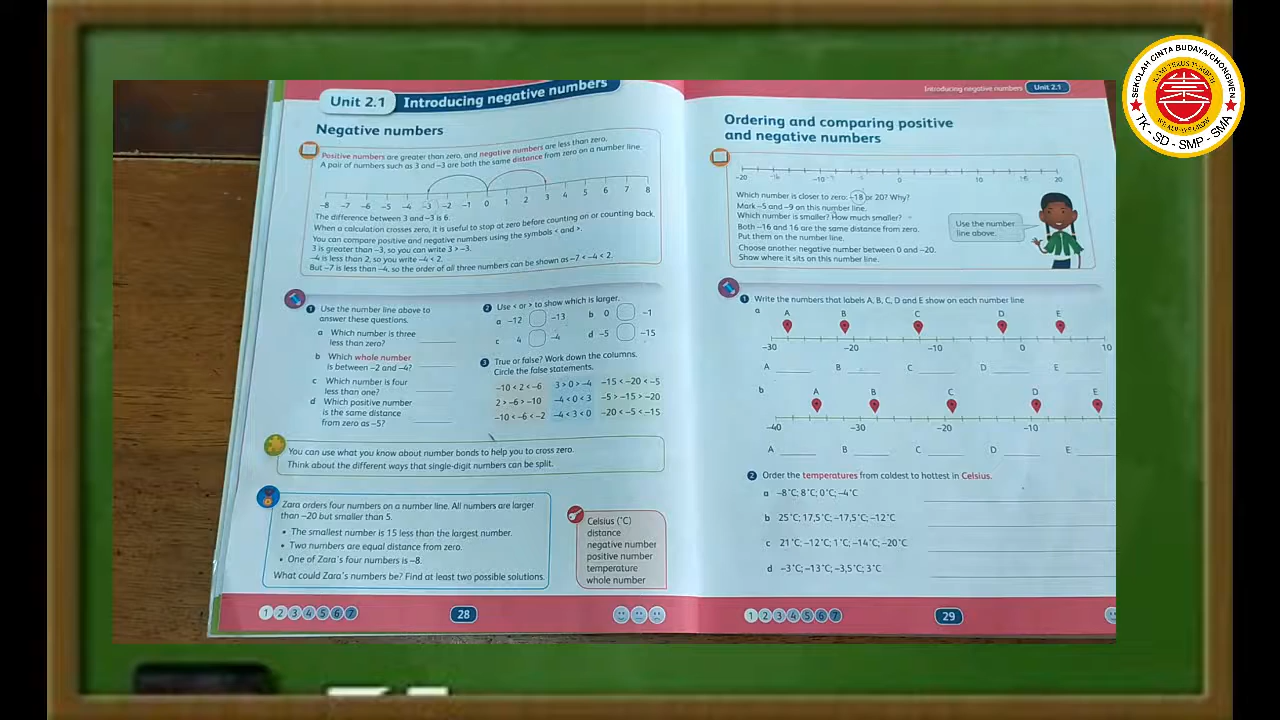 Unit 2.1
Introducing negative numbers
Negative numbers
Positive numbers are greater than zero, and negative numbers are less than zero.
A pair of numbers such as 3 and –3 are both the same distance from zero on a number line.
–8 –7 –6 –5 –4 –3 –2 –1 0 1 2 3 4 5 6 7 8
The difference between 3 and –3 is 6.
When a calculation crosses zero, it is useful to stop at zero before counting on or counting back.
You can compare positive and negative numbers using the symbols < and >.
3 is greater than –3, so you can write 3 > –3.
–4 is less than 2, so you write –4 < 2.
But –7 is less than –4, so the order of all three numbers can be shown as –7 < –4 < 2.
1 Use the number line above to
answer these questions.
a Which number is three
less than zero?
b Which whole number
is between –2 and –4?
c Which number is four
less than one?
d Which positive number
is the same distance
from zero as –5?
2 Use < or > to show which is larger.
a –12 –13 b 0 –1
c 4 –4 d –5 –15
3 True or false? Work down the columns.
Circle the false statements.
–10 < 2 < –6 3 > 0 > –4 –15 < –20 < –5
2 > –6 > –10 –4 < 0 < 3 –5 > –15 > –20
–10 < –6 < –2 –4 < 3 < 0 –20 < –5 < –15
You can use what you know about number bonds to help you to cross zero.
Think about the different ways that single-digit numbers can be split.
Zara orders four numbers on a number line. All numbers are larger
than –20 but smaller than 5.
• The smallest number is 15 less than the largest number.
• Two numbers are equal distance from zero.
• One of Zara's four numbers is –8.
What could Zara's numbers be? Find at least two possible solutions.
Celsius (°C)
distance
negative number
positive number
temperature
whole number
1 2 3 4 5 6 7
28
Introducing negative numbers Unit 2.1
Ordering and comparing positive
and negative numbers
–20 –16 –10 0 10 16 20
Which number is closer to zero: –18 or 20? Why?
Mark –5 and –9 on this number line.
Which number is smaller? How much smaller?
Both –16 and 16 are the same distance from zero.
Put them on the number line.
Choose another negative number between 0 and –20.
Show where it sits on this number line.
Use the number
line above.
1 Write the numbers that labels A, B, C, D and E show on each number line
a
A B C D E
–30 –20 –10 0 10
A B C D E
b
A B C D E
–40 –30 –20 –10
A B C D E
2 Order the temperatures from coldest to hottest in Celsius.
a –8°C; 8°C; 0°C; –4°C
b 25°C; 17,5°C; –17,5°C; –12°C
c 21°C; –12°C; 1°C; –14°C; –20°C
d –3°C; –13°C; –3,5°C; 3°C
1 2 3 4 5 6 7
29
SEKOLAH CINTA BUDAYA/CHONGWEN
TK - SD - SMP - SMA